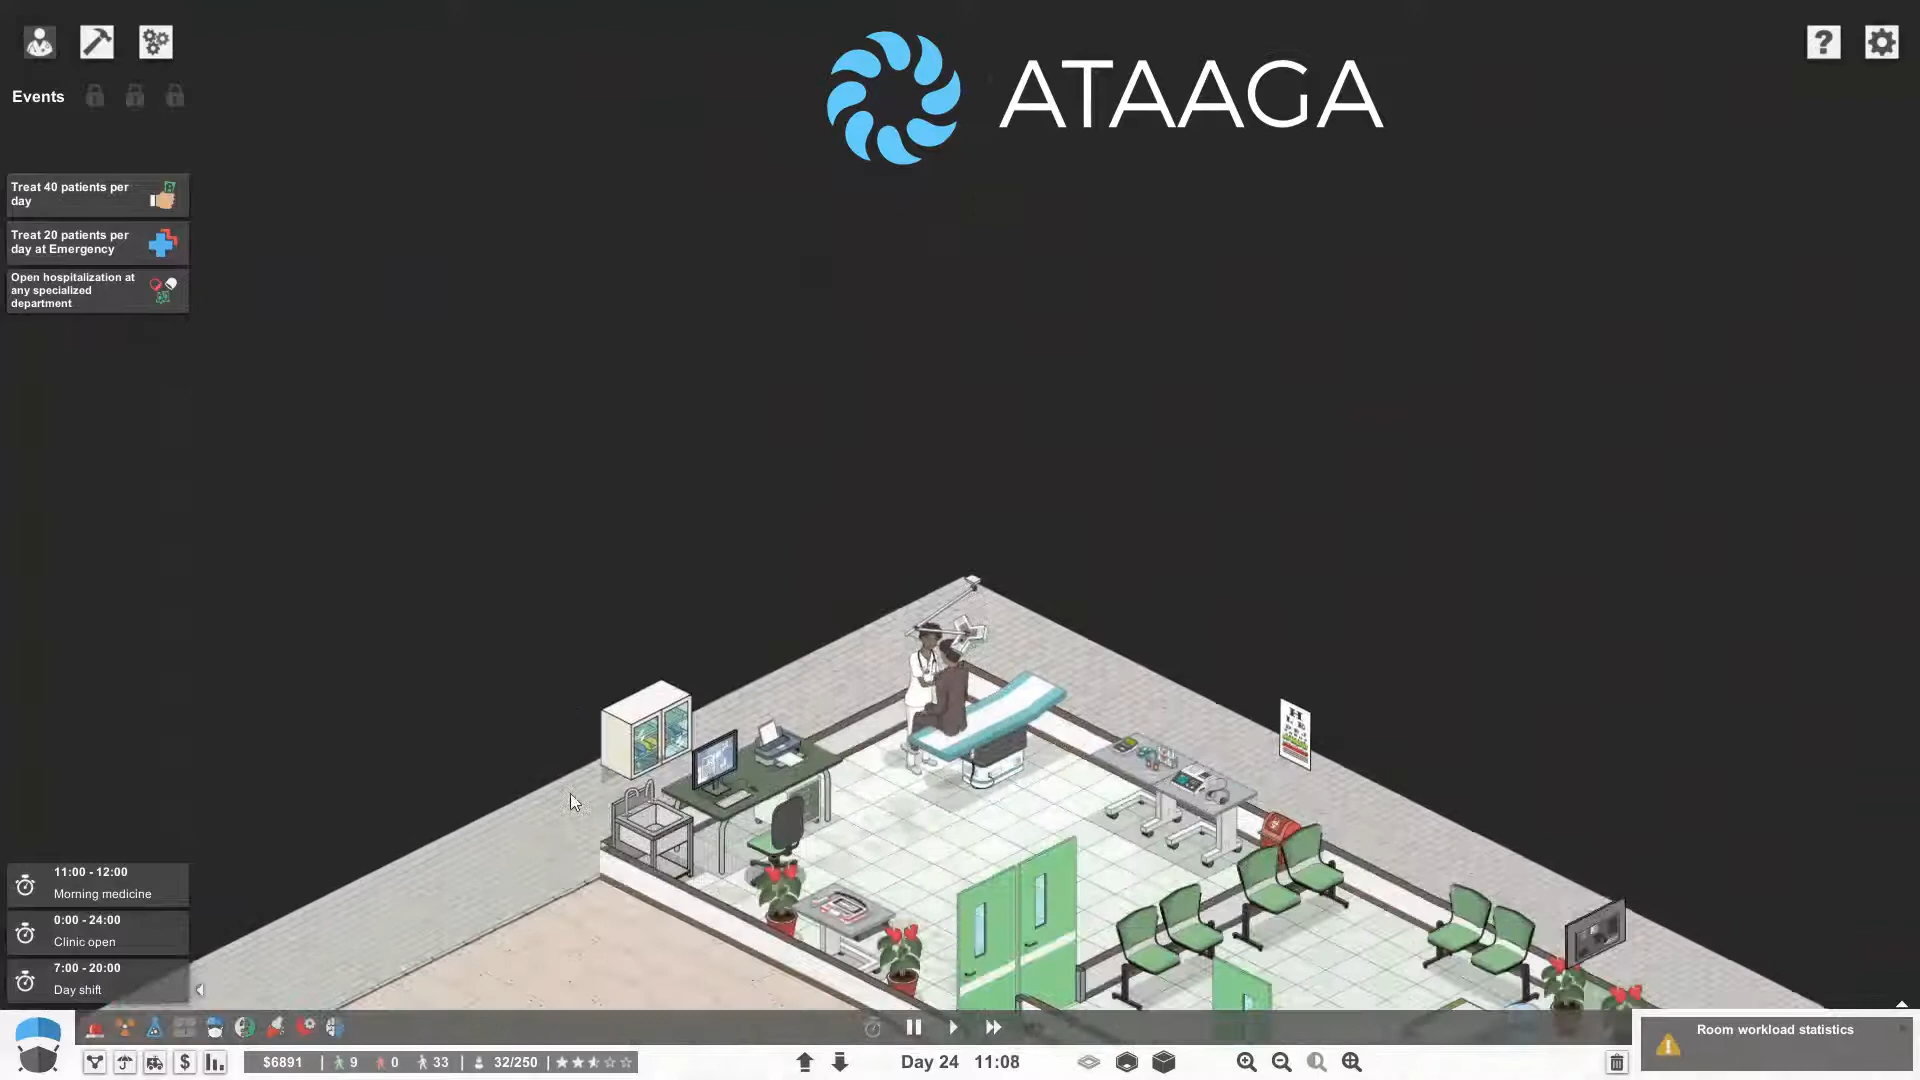 ATAAGA
Events
Treat 40 patients per
day
Treat 20 patients per
day at Emergency
Open hospitalization at
any specialized
department
11:00 - 12:00
Morning medicine
0:00 - 24:00
Clinic open
7:00 - 20:00
Day shift
$6891 | 9 0 33 | 32/250 |
Day 24 11:08
Room workload statistics